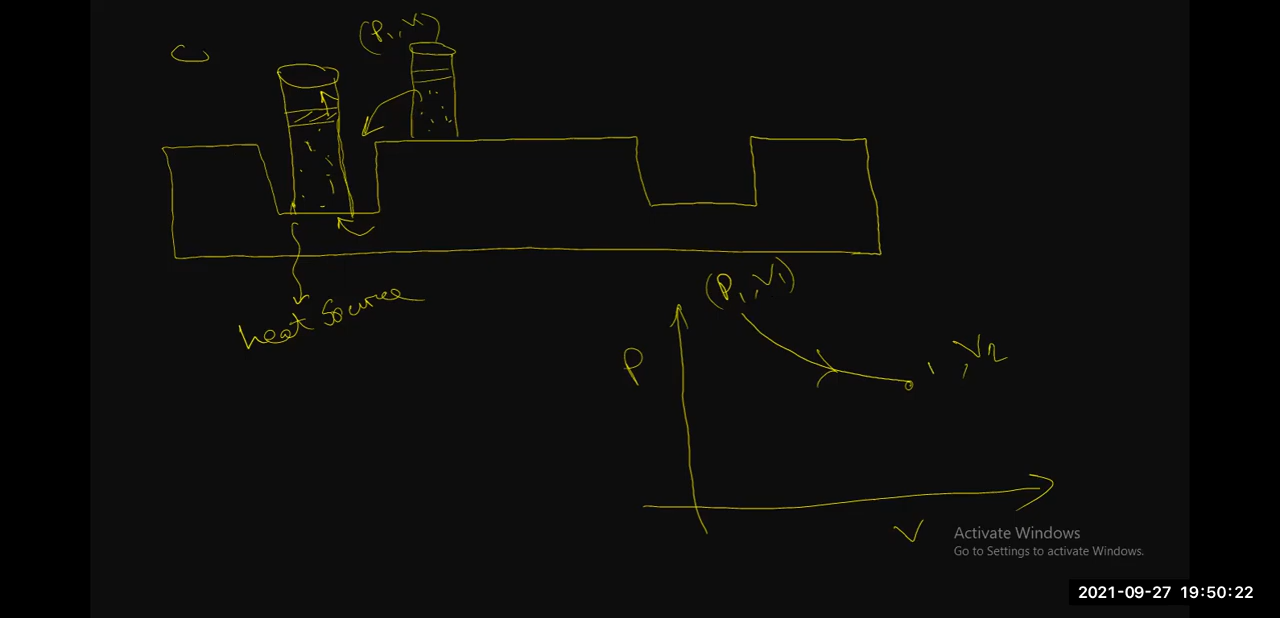 (P₁, V₁)
heat source
(P₁, V₁)
P
, V₂
V
Activate Windows
Go to Settings to activate Windows.
2021-09-27 19:50:22